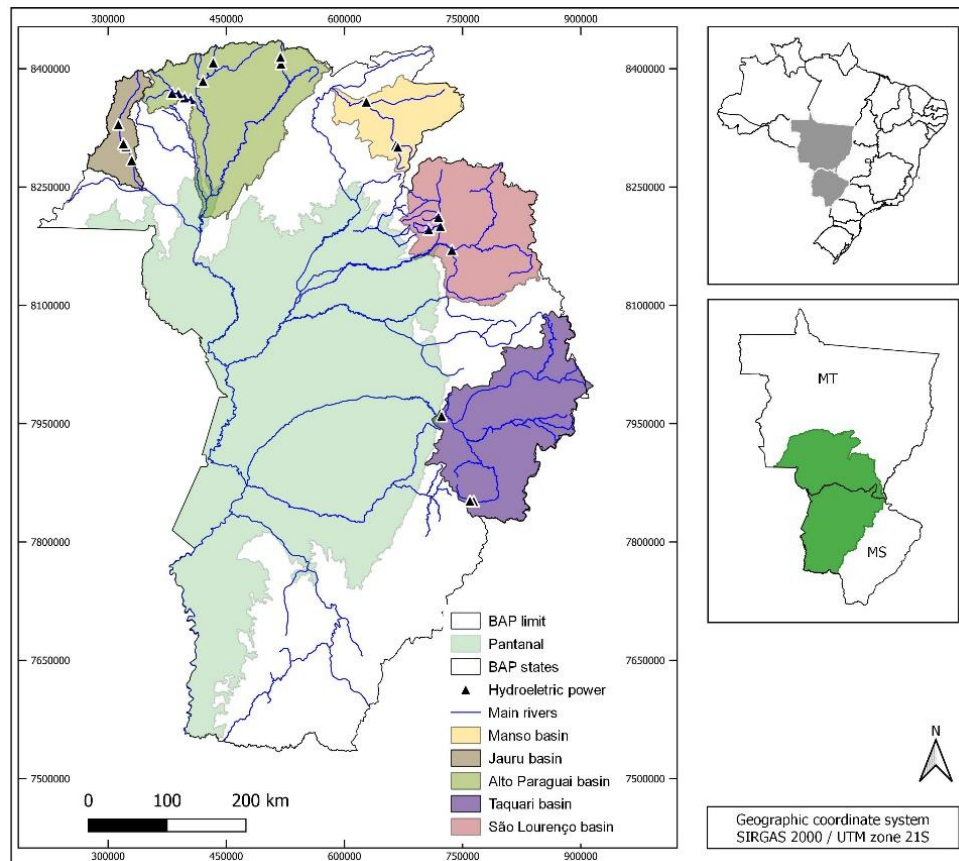 300000 450000 600000 750000 900000
8400000 8400000
8250000 8250000
8100000 8100000
7950000 7950000
7800000 7800000
7650000 7650000
7500000 7500000
300000 450000 600000 750000 900000
BAP limit
Pantanal
BAP states
Hydroeletric power
Main rivers
Manso basin
Jauru basin
Alto Paraguai basin
Taquari basin
São Lourenço basin
0 100 200 km
MT
MS
N
Geographic coordinate system
SIRGAS 2000 / UTM zone 21S